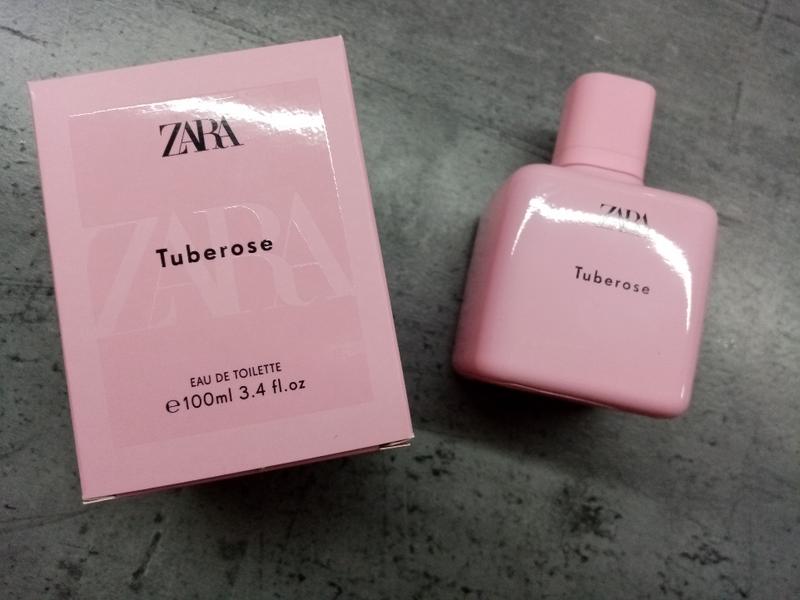 ZARA
ZARA
Tuberose
EAU DE TOILETTE
℮100ml 3.4 fl.oz
ZARA
Tuberose